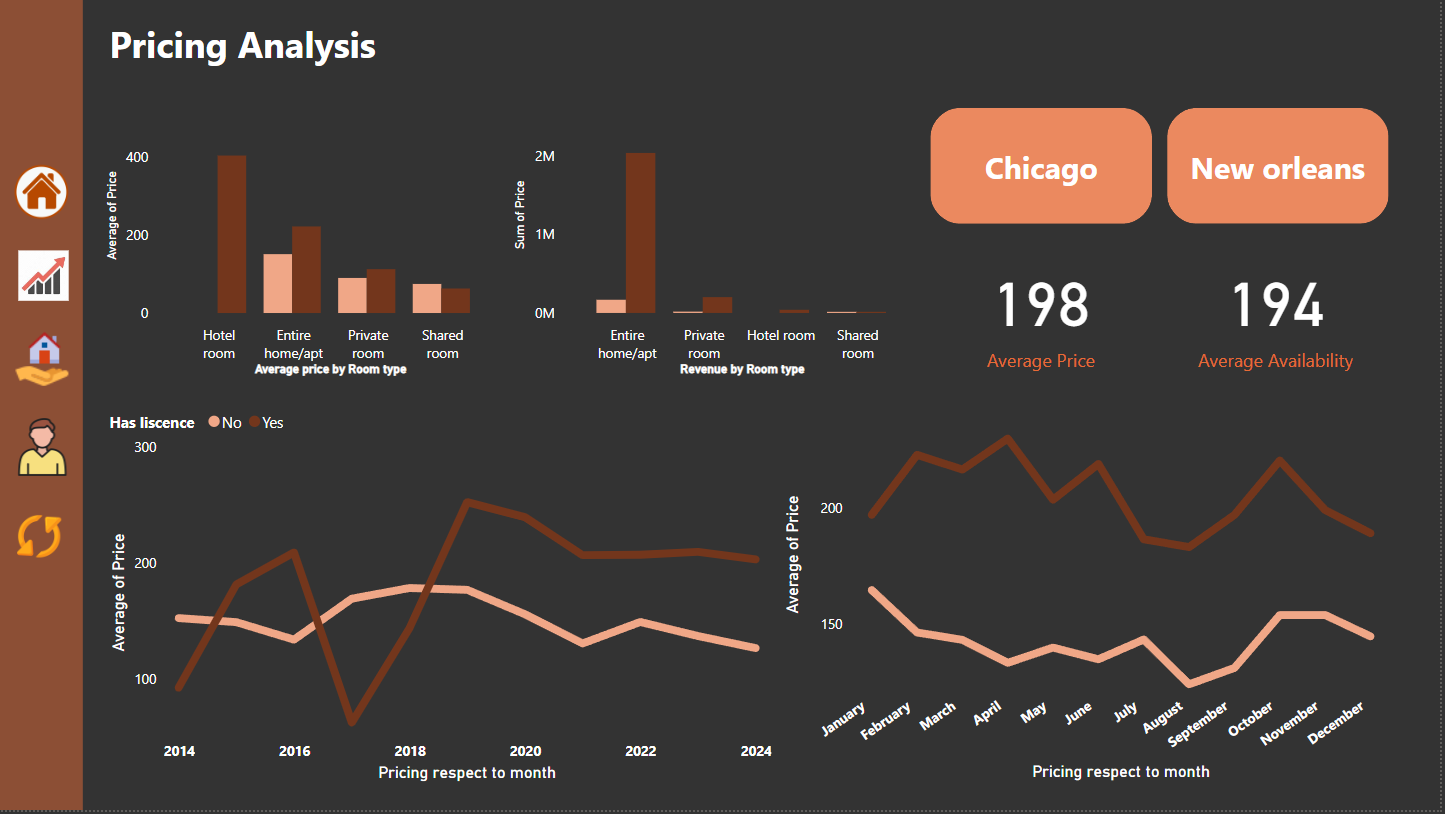 Pricing Analysis
Chicago
New orleans
400
200
0
Average of Price
Hotel
room
Entire
home/apt
Private
room
Shared
room
Average price by Room type
2M
1M
0M
Sum of Price
Entire
home/apt
Private
room
Hotel room
Shared
room
Revenue by Room type
198
Average Price
194
Average Availability
Has liscence No Yes
300
200
100
Average of Price
2014 2016 2018 2020 2022 2024
Pricing respect to month
200
150
Average of Price
January
February
March
April
May
June
July
August
September
October
November
December
Pricing respect to month